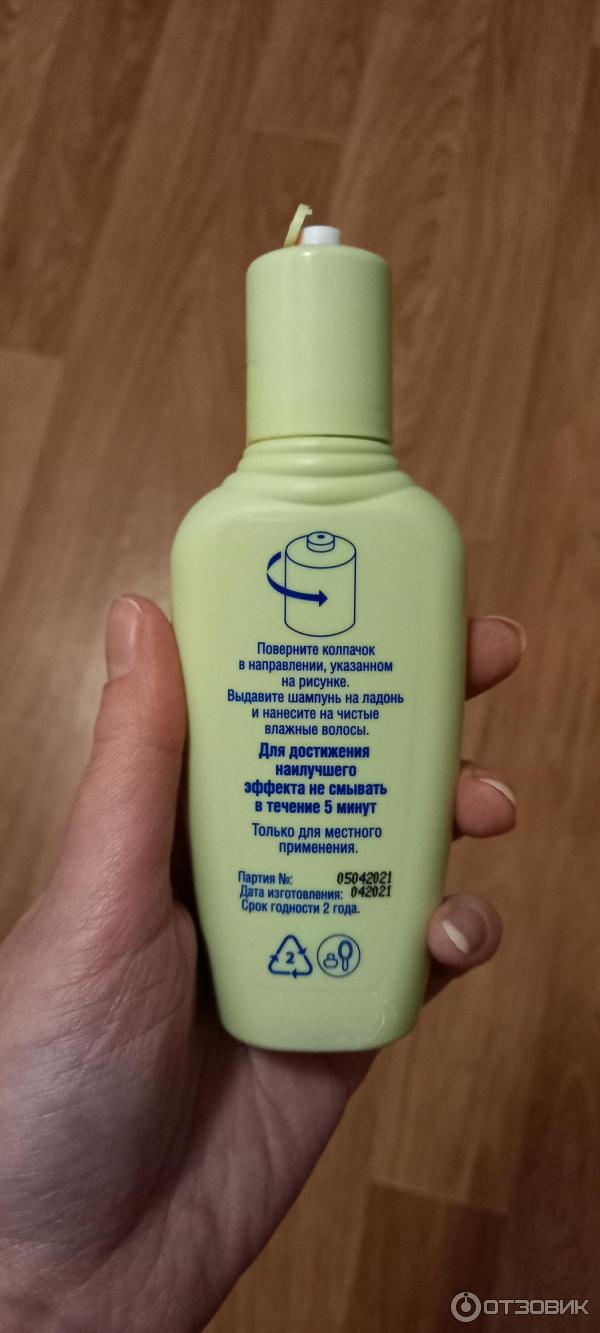 Поверните колпачок
в направлении, указанном
на рисунке.
Выдавите шампунь на ладонь
и нанесите на чистые
влажные волосы.
Для достижения
наилучшего
эффекта не смывать
в течение 5 минут
Только для местного
применения.
Партия №: 05042021
Дата изготовления: 042021
Срок годности 2 года.
2
ОТЗОВИК